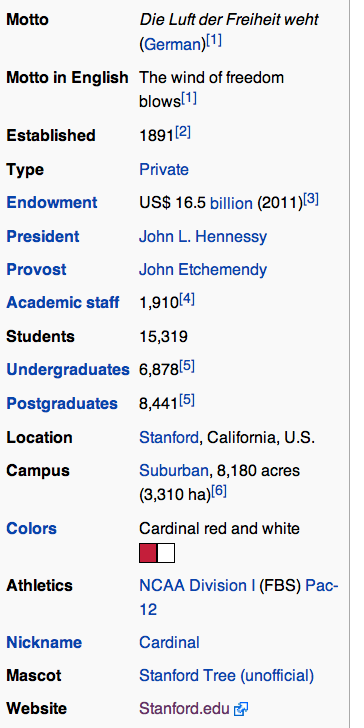 Motto Die Luft der Freiheit weht
(German)[1]
Motto in English The wind of freedom
blows[1]
Established 1891[2]
Type Private
Endowment US$ 16.5 billion (2011)[3]
President John L. Hennessy
Provost John Etchemendy
Academic staff 1,910[4]
Students 15,319
Undergraduates 6,878[5]
Postgraduates 8,441[5]
Location Stanford, California, U.S.
Campus Suburban, 8,180 acres
(3,310 ha)[6]
Colors Cardinal red and white
Athletics NCAA Division I (FBS) Pac-
12
Nickname Cardinal
Mascot Stanford Tree (unofficial)
Website Stanford.edu